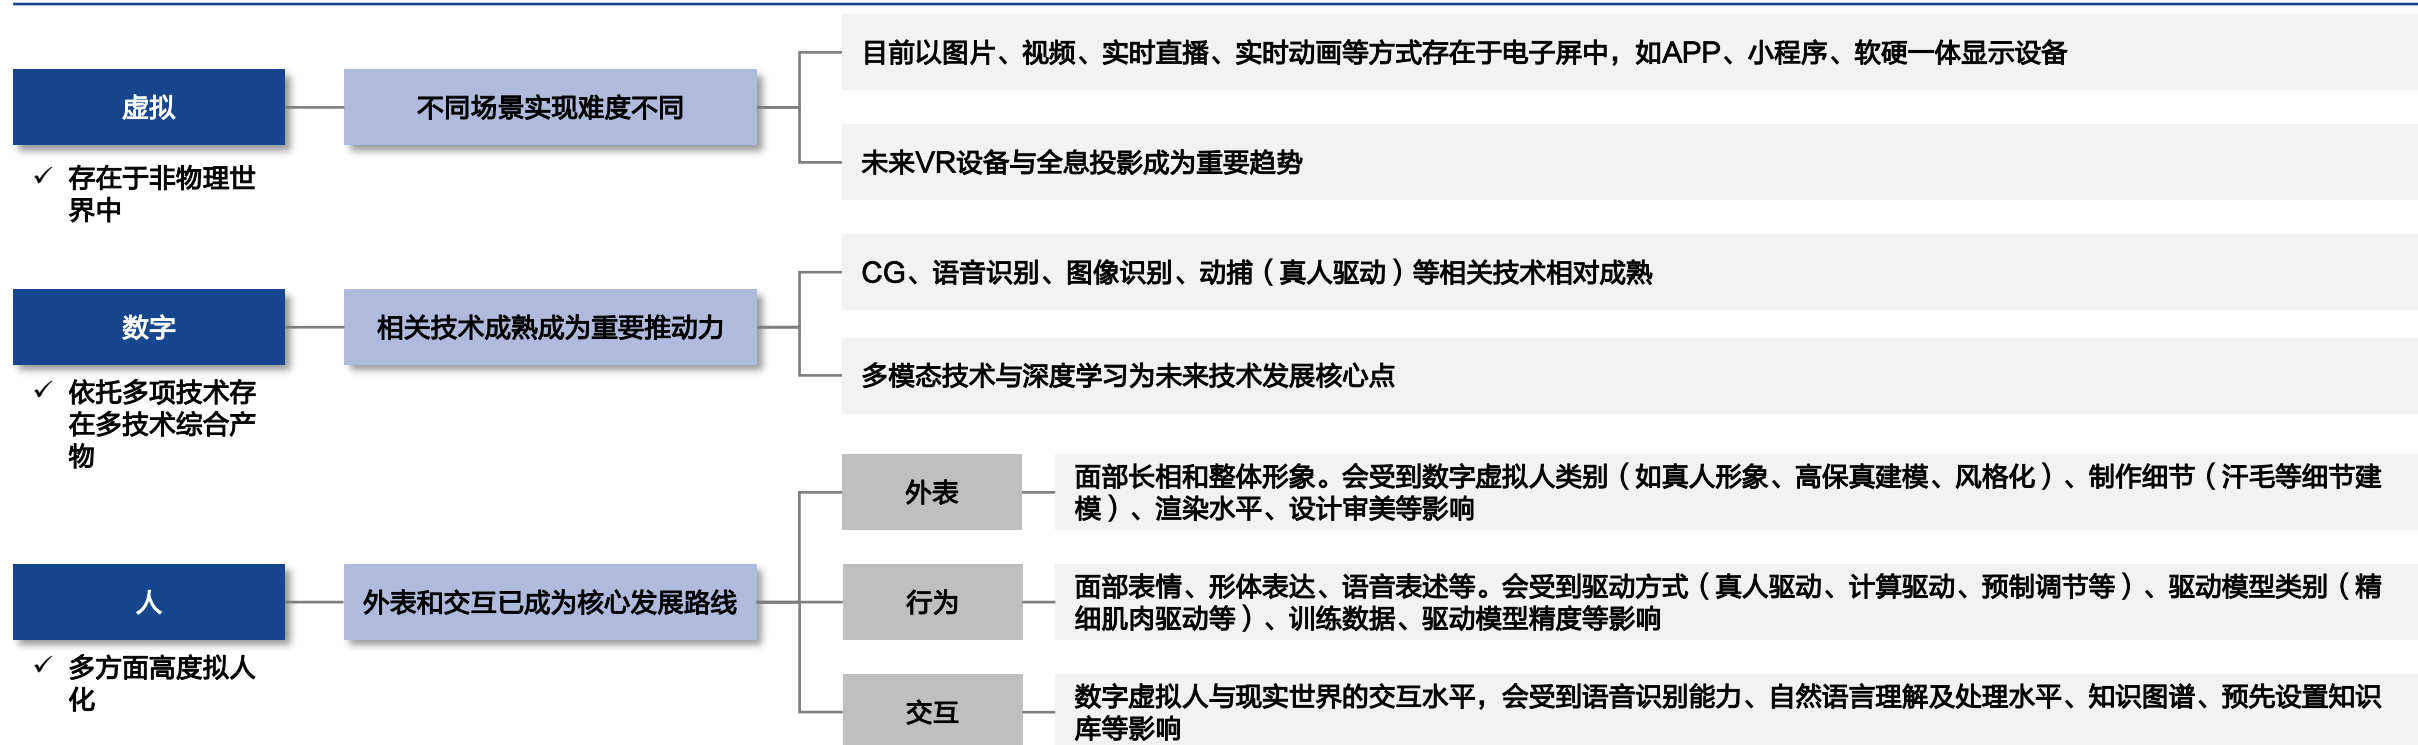 虚拟
存在于非物理世
界中
不同场景实现难度不同
目前以图片、视频、实时直播、实时动画等方式存在于电子屏中，如APP、小程序、软硬一体显示设备
未来VR设备与全息投影成为重要趋势
数字
依托多项技术存
在多技术综合产
物
相关技术成熟成为重要推动力
CG、语音识别、图像识别、动捕（真人驱动）等相关技术相对成熟
多模态技术与深度学习为未来技术发展核心点
人
多方面高度拟人
化
外表和交互已成为核心发展路线
外表
面部长相和整体形象。会受到数字虚拟人类别（如真人形象、高保真建模、风格化）、制作细节（汗毛等细节建
模）、渲染水平、设计审美等影响
行为
面部表情、形体表达、语音表述等。会受到驱动方式（真人驱动、计算驱动、预制调节等）、驱动模型类别（精
细肌肉驱动等）、训练数据、驱动模型精度等影响
交互
数字虚拟人与现实世界的交互水平，会受到语音识别能力、自然语言理解及处理水平、知识图谱、预先设置知识
库等影响